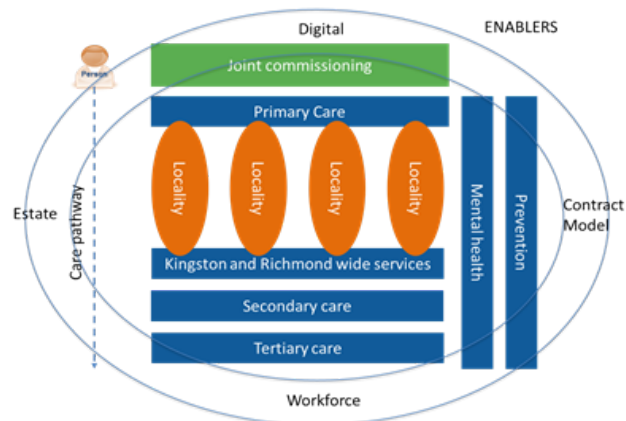 Digital
ENABLERS
Joint commissioning
Person
Primary Care
Locality
Locality
Locality
Locality
Mental health
Prevention
Estate
Care pathway
Contract
Model
Kingston and Richmond wide services
Secondary care
Tertiary care
Workforce